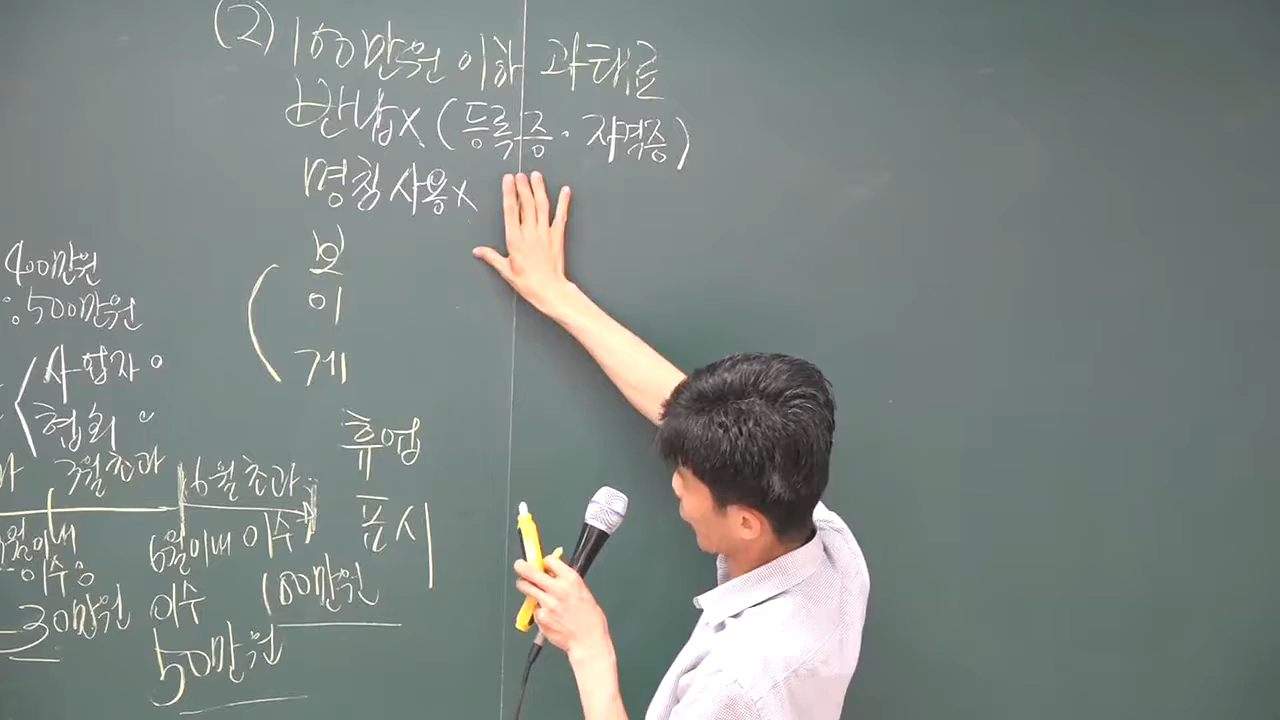 (2) 100만원 이하 과태료
반납x (등록증·자격증)
명칭사용x
보
이
게
휴업
표시
400만원
:500만원
사업자
협회
3월초과
6월초과
월이내
이수
30만원
6월이내
이수
50만원
이수
100만원